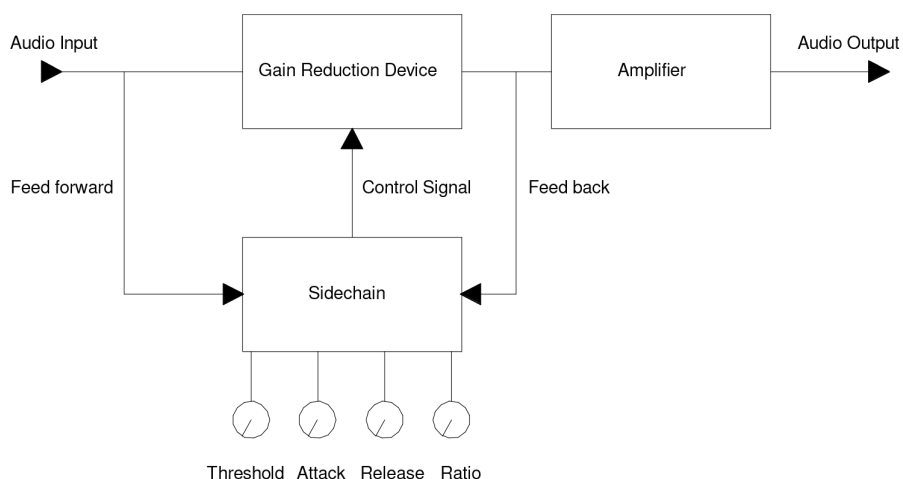 Audio Input
Audio Output
Gain Reduction Device
Amplifier
Feed forward
Control Signal
Feed back
Sidechain
Threshold Attack Release Ratio